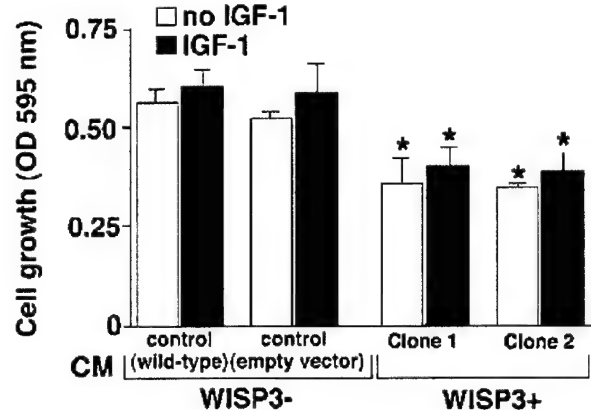 no IGF-1
IGF-1
Cell growth (OD 595 nm)
0.75
0.50
0.25
0
* * * *
control control Clone 1 Clone 2
CM (wild-type) (empty vector)
WISP3- WISP3+